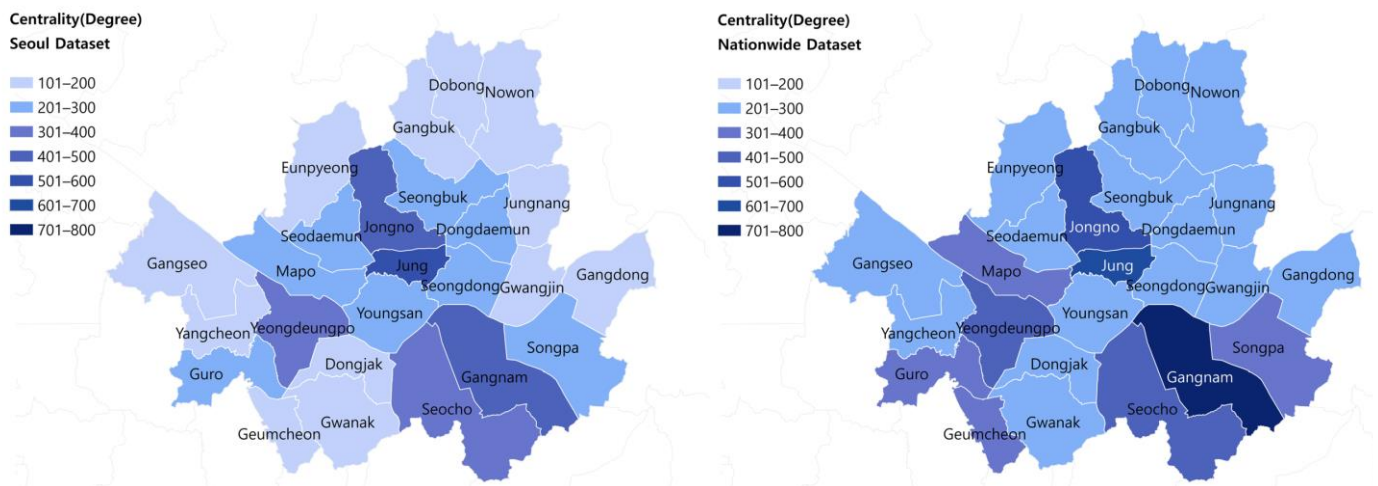 Centrality(Degree)
Seoul Dataset
101–200
201–300
301–400
401–500
501–600
601–700
701–800
Dobong
Nowon
Gangbuk
Eunpyeong
Seongbuk
Jungnang
Jongno
Dongdaemun
Seodaemun
Gangseo
Mapo
Jung
Gangdong
Seongdong
Gwangjin
Yangcheon
Yeongdeungpo
Youngsan
Songpa
Guro
Dongjak
Gangnam
Geumcheon
Gwanak
Seocho
Centrality(Degree)
Nationwide Dataset
101–200
201–300
301–400
401–500
501–600
601–700
701–800
Dobong
Nowon
Gangbuk
Eunpyeong
Seongbuk
Jungnang
Jongno
Dongdaemun
Seodaemun
Gangseo
Mapo
Jung
Gangdong
Seongdong
Gwangjin
Yangcheon
Yeongdeungpo
Youngsan
Songpa
Guro
Dongjak
Gangnam
Geumcheon
Gwanak
Seocho